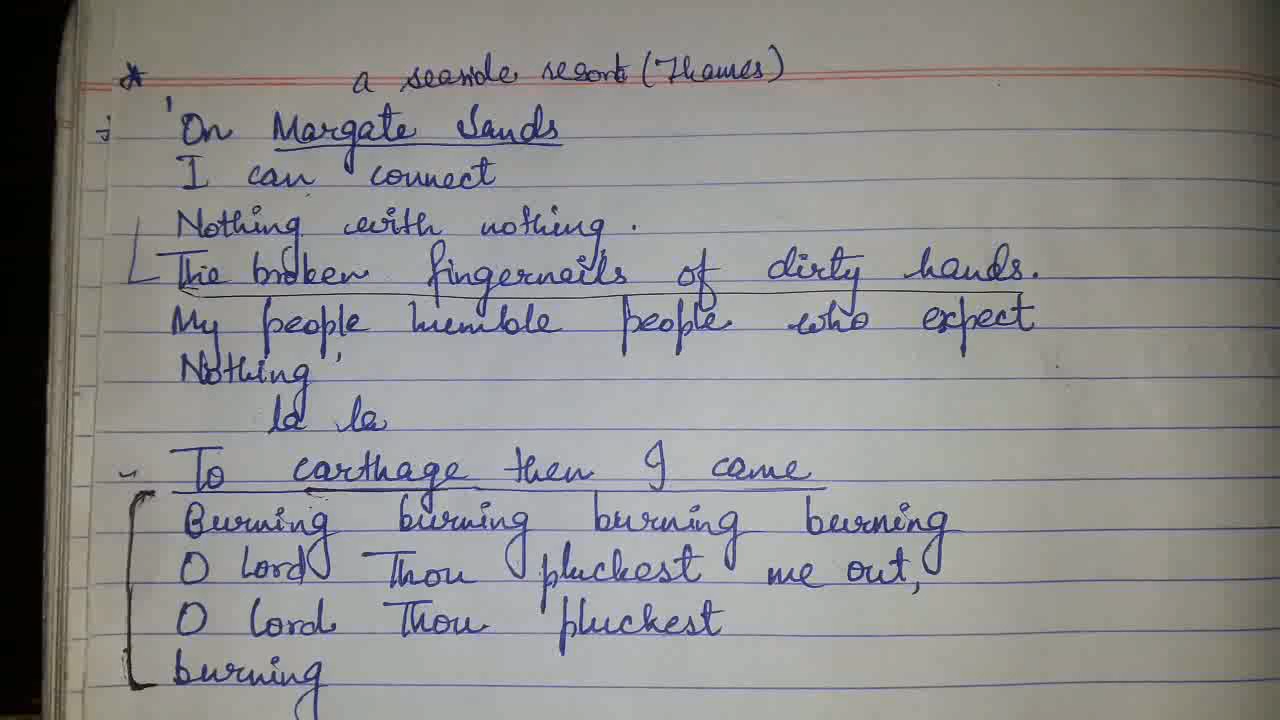 * a seaside resort (Thames)
'On Margate Sands
I can connect
Nothing with nothing.
The broken fingernails of dirty hands.
My people humble people who expect
Nothing'
la la
To carthage then I came
Burning burning burning burning
O Lord Thou pluckest me out,
O Lord Thou pluckest
burning